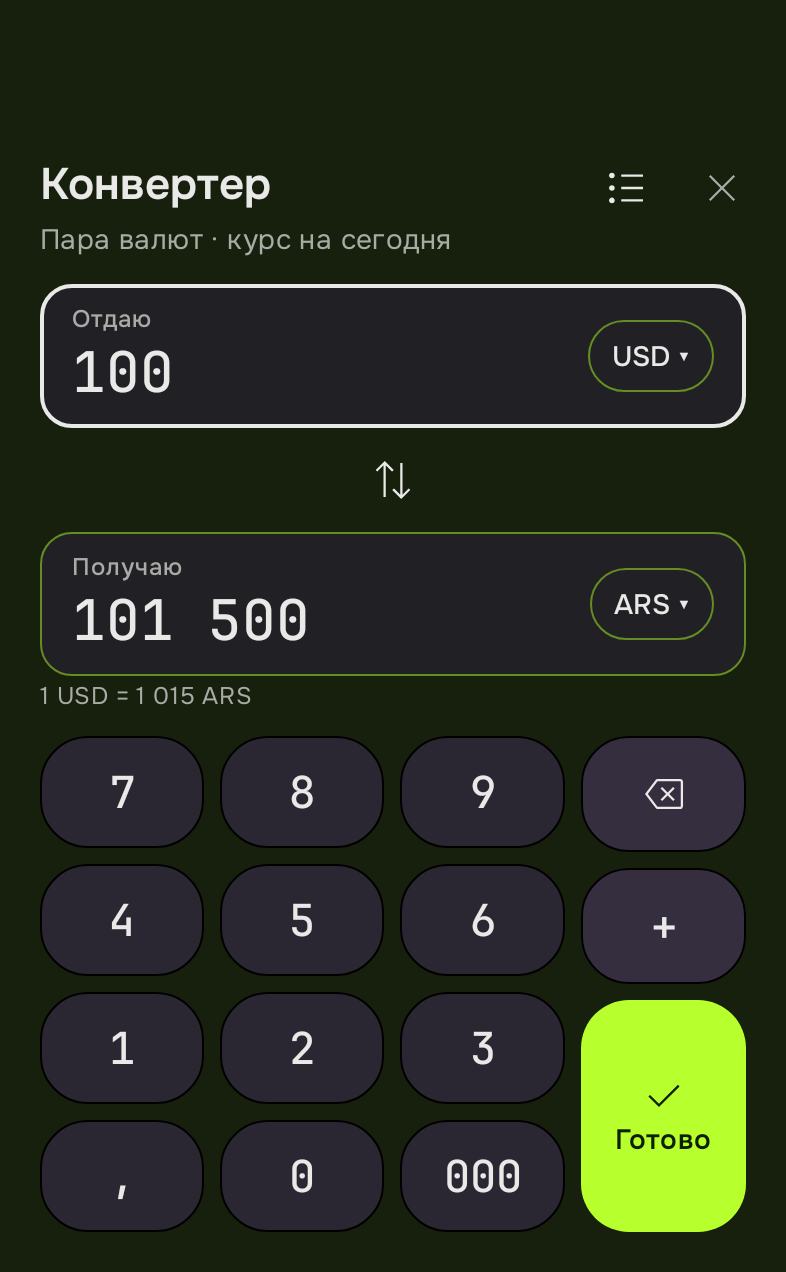 Конвертер
Пара валют · курс на сегодня
Отдаю
100
USD ▾
Получаю
101 500
ARS ▾
1 USD = 1 015 ARS
7 8 9
4 5 6 +
1 2 3
Готово
, 0 000